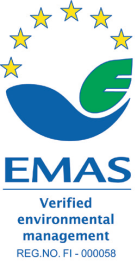 EMAS
Verified
environmental
management
REG.NO. FI - 000058